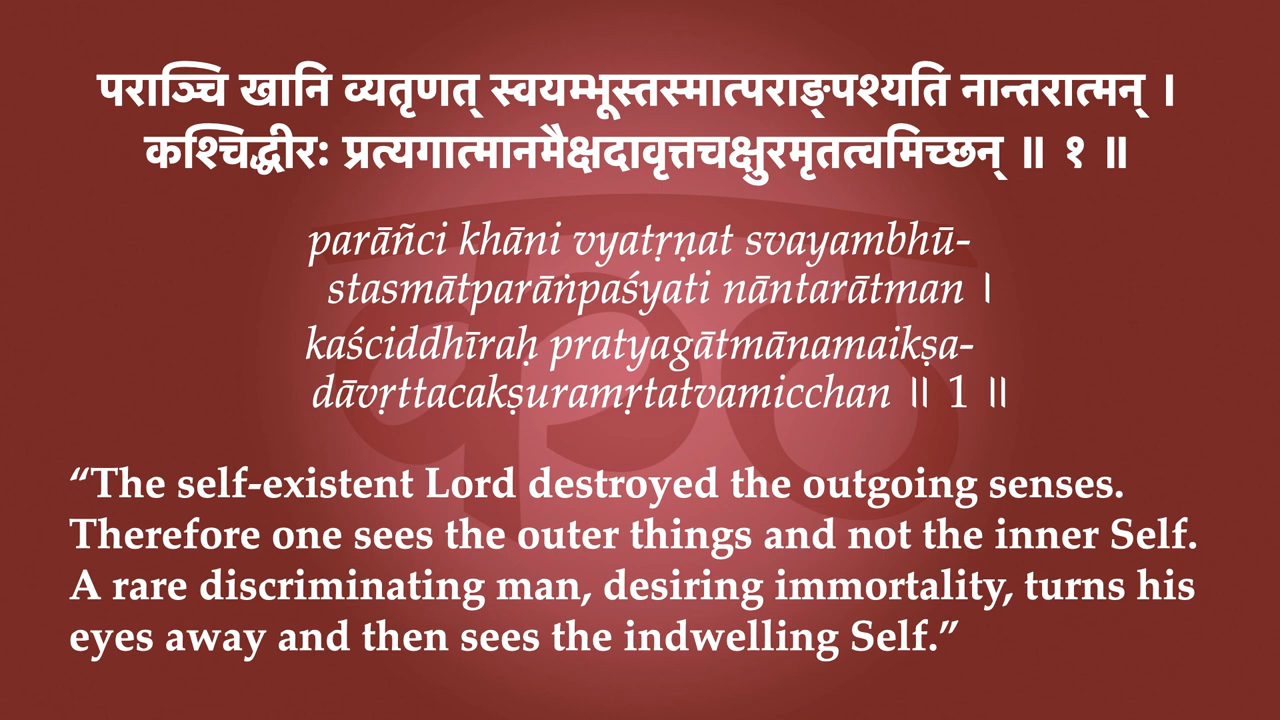 पराञ्चि खानि व्यतृणत् स्वयम्भूस्तस्मात्पराङ्पश्यति नान्तरात्मन् ।
कश्चिद्धीरः प्रत्यगात्मानमैक्षदावृत्तचक्षुरमृतत्वमिच्छन् ॥ १ ॥
parāñci khāni vyatṛṇat svayambhū-
stasmātparāṅpaśyati nāntarātman ।
kaściddhīraḥ pratyagātmānamaikṣa-
dāvṛttacakṣuramṛtatvamicchan ॥ 1 ॥
“The self-existent Lord destroyed the outgoing senses.
Therefore one sees the outer things and not the inner Self.
A rare discriminating man, desiring immortality, turns his
eyes away and then sees the indwelling Self.”